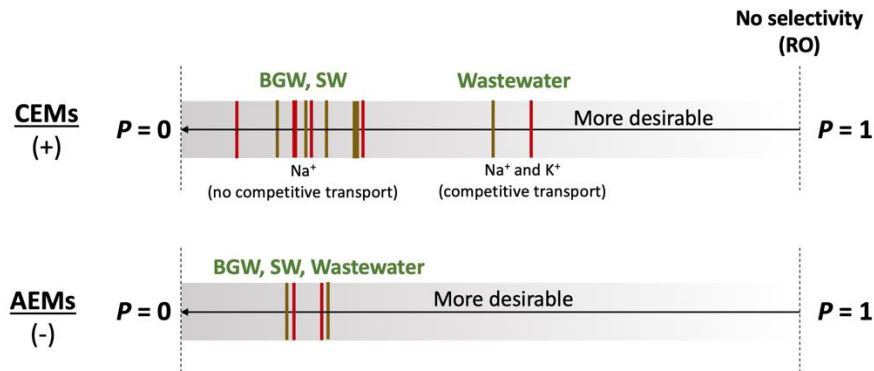 No selectivity
(RO)
BGW, SW
Wastewater
CEMs
(+)
P = 0
More desirable
P = 1
Na⁺
(no competitive transport)
Na⁺ and K⁺
(competitive transport)
BGW, SW, Wastewater
AEMs
(-)
P = 0
More desirable
P = 1